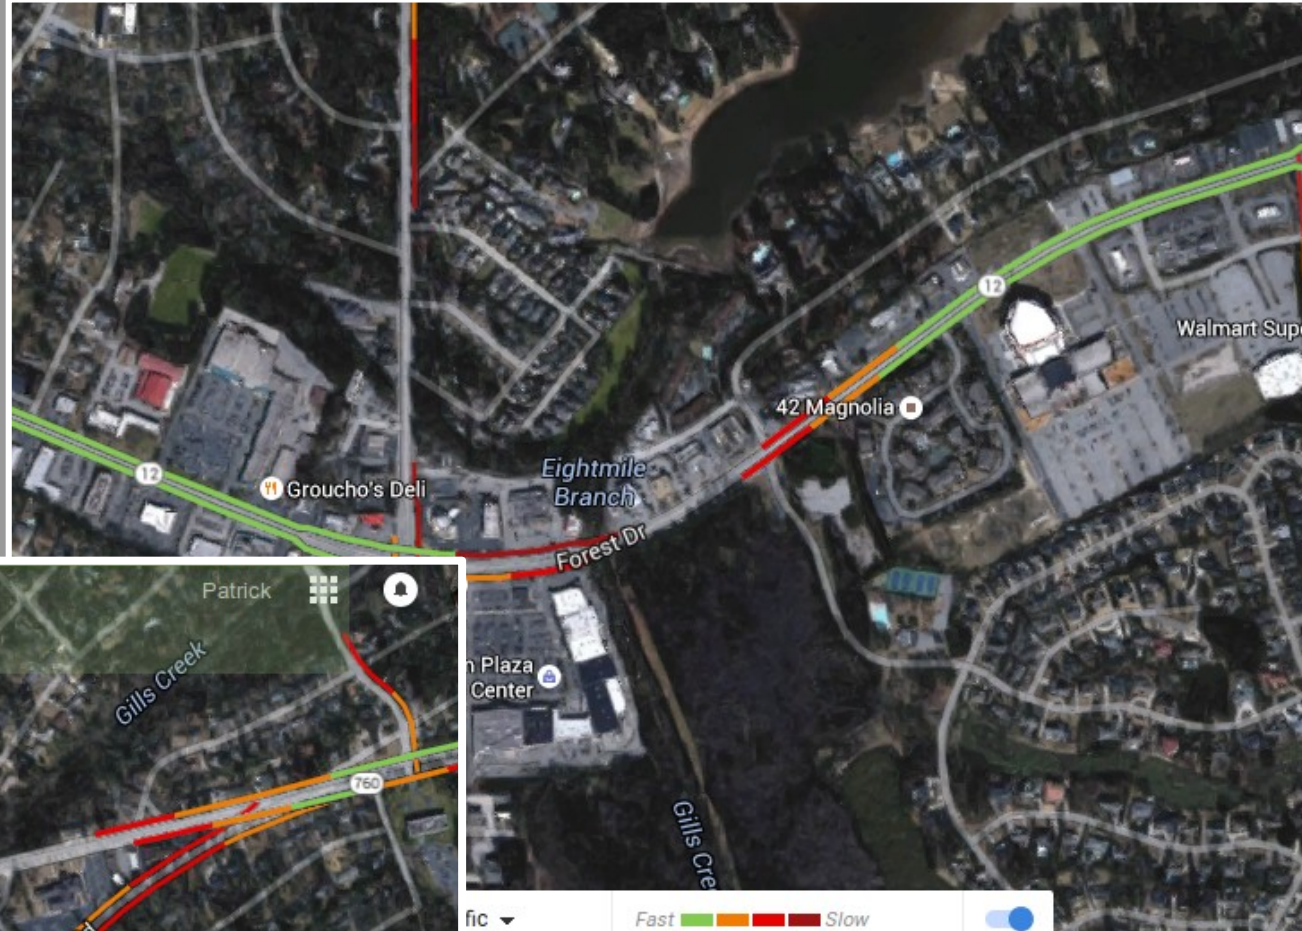 12
42 Magnolia
Walmart Sup
12
Groucho's Deli
Eightmile
Branch
Forest Dr
Patrick
Gills Creek
n Plaza
Center
760
Gills Cre
fic
Fast
Slow